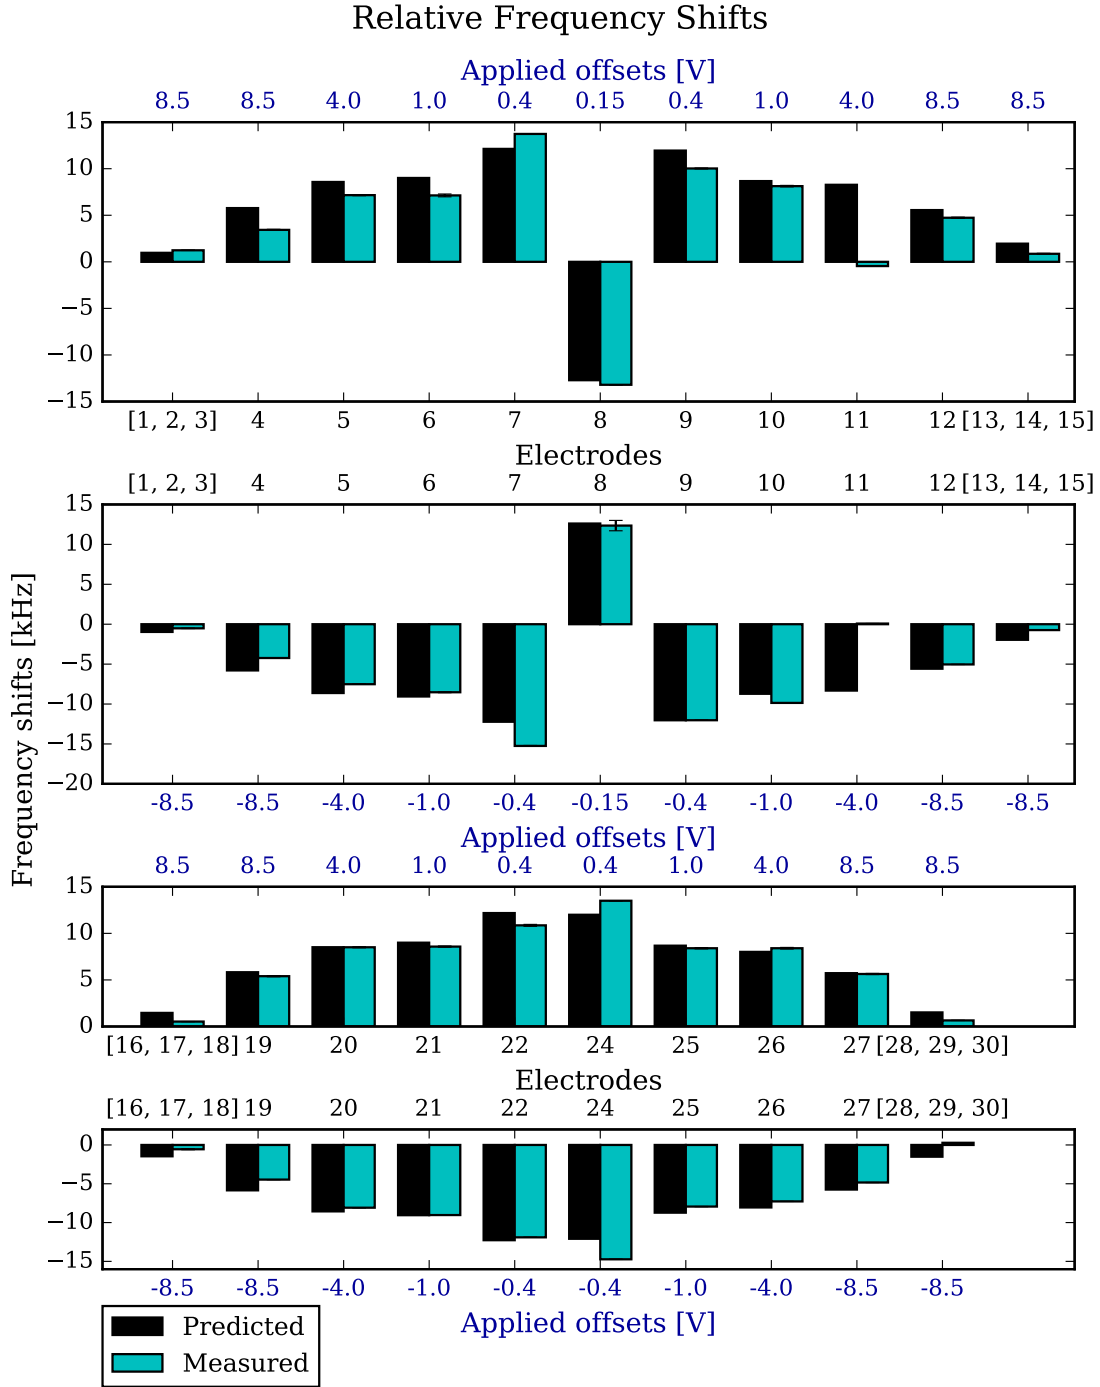 Relative Frequency Shifts
Applied offsets [V]
8.5 8.5 4.0 1.0 0.4 0.15 0.4 1.0 4.0 8.5 8.5
15
10
5
0
−5
−10
−15
[1, 2, 3] 4 5 6 7 8 9 10 11 12 [13, 14, 15]
Electrodes
[1, 2, 3] 4 5 6 7 8 9 10 11 12 [13, 14, 15]
15
10
5
0
−5
−10
−15
−20
Frequency shifts [kHz]
-8.5 -8.5 -4.0 -1.0 -0.4 -0.15 -0.4 -1.0 -4.0 -8.5 -8.5
Applied offsets [V]
8.5 8.5 4.0 1.0 0.4 0.4 1.0 4.0 8.5 8.5
15
10
5
0
[16, 17, 18] 19 20 21 22 24 25 26 27 [28, 29, 30]
Electrodes
[16, 17, 18] 19 20 21 22 24 25 26 27 [28, 29, 30]
0
−5
−10
−15
-8.5 -8.5 -4.0 -1.0 -0.4 -0.4 -1.0 -4.0 -8.5 -8.5
Applied offsets [V]
Predicted
Measured